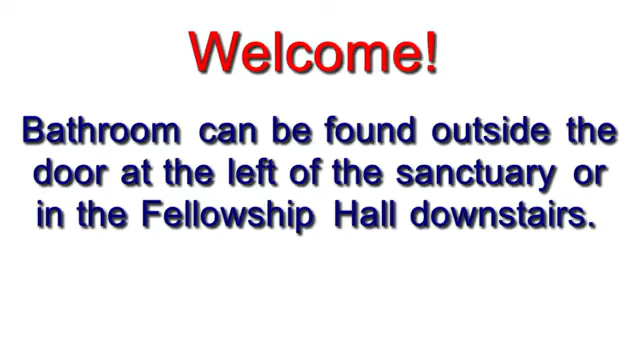 Welcome!
Bathroom can be found outside the
door at the left of the sanctuary or
in the Fellowship Hall downstairs.